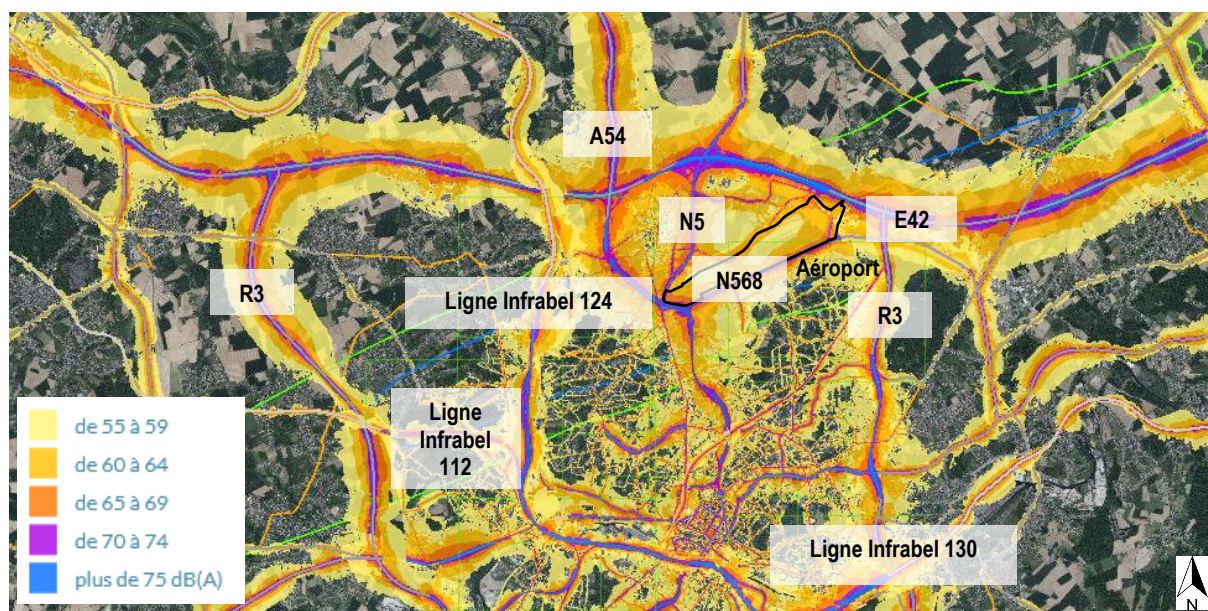 A54
N5
E42
N568
Aéroport
R3
Ligne Infrabel 124
R3
Ligne
Infrabel
112
Ligne Infrabel 130
de 55 à 59
de 60 à 64
de 65 à 69
de 70 à 74
plus de 75 dB(A)
N